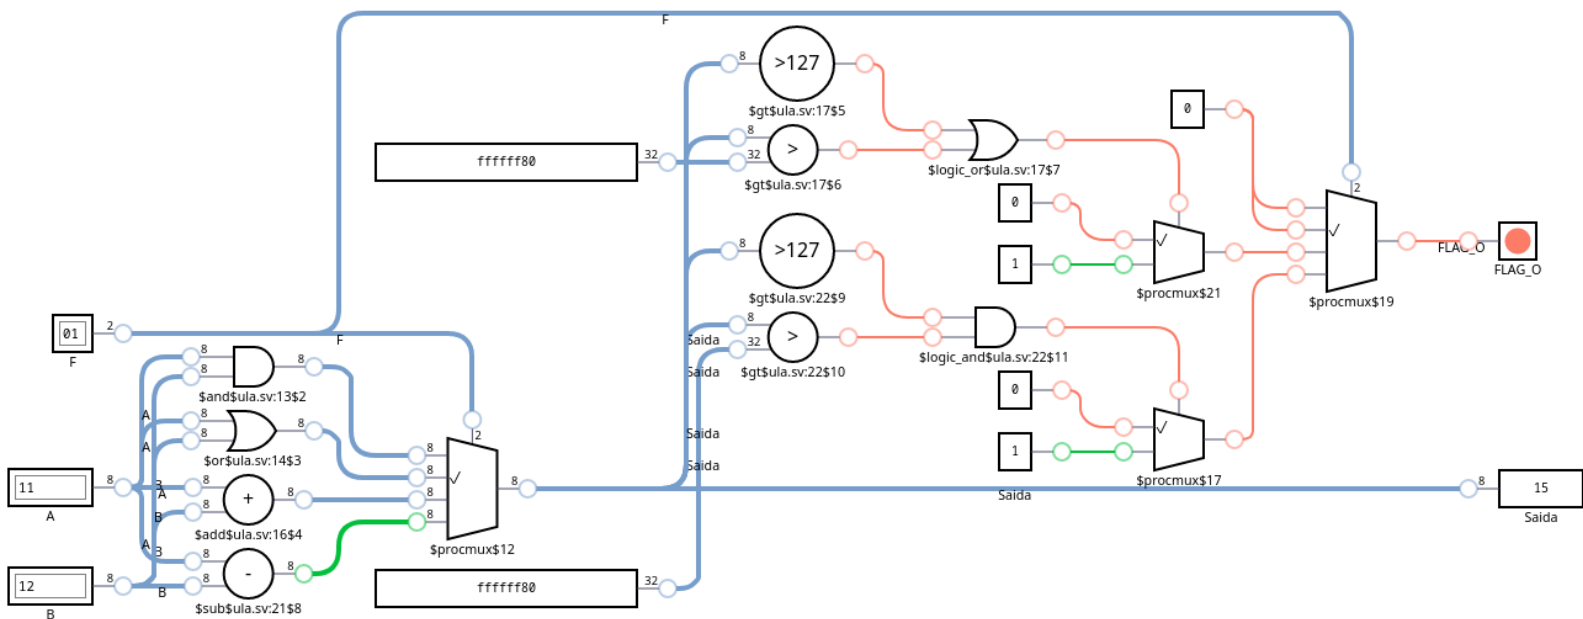 F
>127
8
$gt$ula.sv:17$5
0
ffffff80
32
8
32
>
$gt$ula.sv:17$6
$logic_or$ula.sv:17$7
2
0
✓
1
$procmux$21
✓
FLAG_O
FLAG_O
$procmux$19
8
>127
$gt$ula.sv:22$9
01
2
F
F
8
32
>
Saida
Saida
$gt$ula.sv:22$10
$logic_and$ula.sv:22$11
8
8
8
$and$ula.sv:13$2
0
✓
1
$procmux$17
A
A
8
8
8
$or$ula.sv:14$3
2
8
8
8
8
✓
8
$procmux$12
Saida
Saida
11
8
A
B
A
B
8
8
+
8
$add$ula.sv:16$4
Saida
8
15
Saida
12
8
B
A
B
B
8
8
-
8
$sub$ula.sv:21$8
ffffff80
32